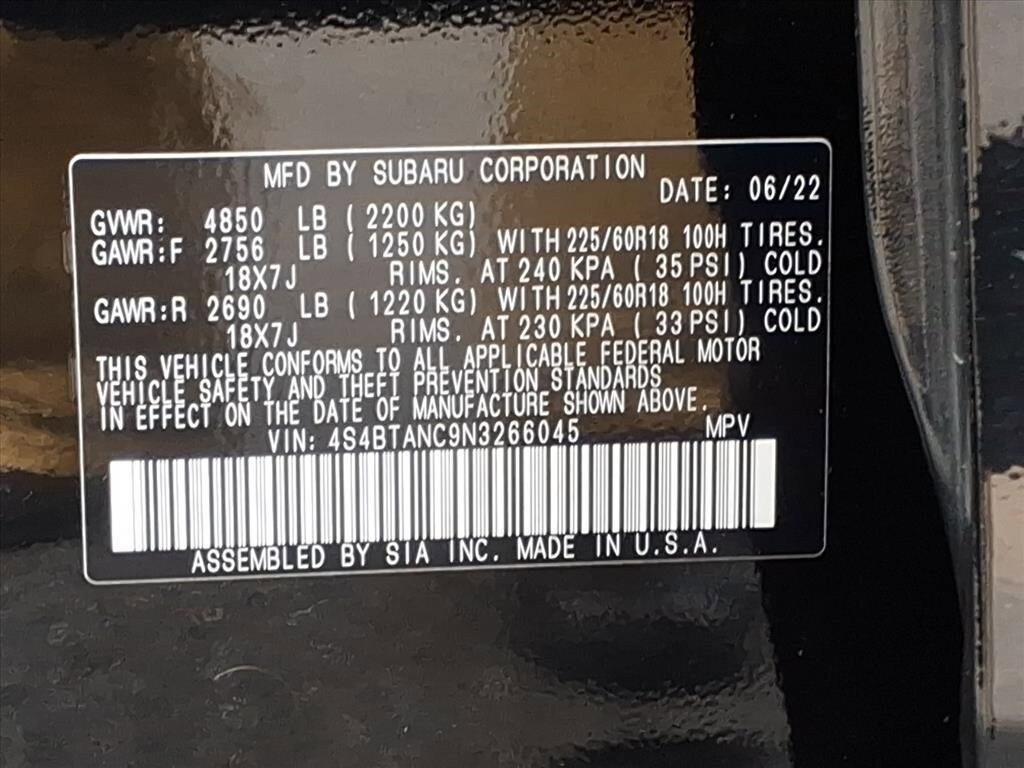 MFD BY SUBARU CORPORATION DATE: 06/22
GVWR: 4850 LB ( 2200 KG)
GAWR:F 2756 LB ( 1250 KG) WITH 225/60R18 100H TIRES.
18X7J RIMS. AT 240 KPA ( 35 PSI) COLD
GAWR:R 2690 LB ( 1220 KG) WITH 225/60R18 100H TIRES.
18X7J RIMS. AT 230 KPA ( 33 PSI) COLD
THIS VEHICLE CONFORMS TO ALL APPLICABLE FEDERAL MOTOR
VEHICLE SAFETY AND THEFT PREVENTION STANDARDS
IN EFFECT ON THE DATE OF MANUFACTURE SHOWN ABOVE.
VIN: 4S4BTANC9N3266045 MPV
ASSEMBLED BY SIA INC. MADE IN U.S.A.